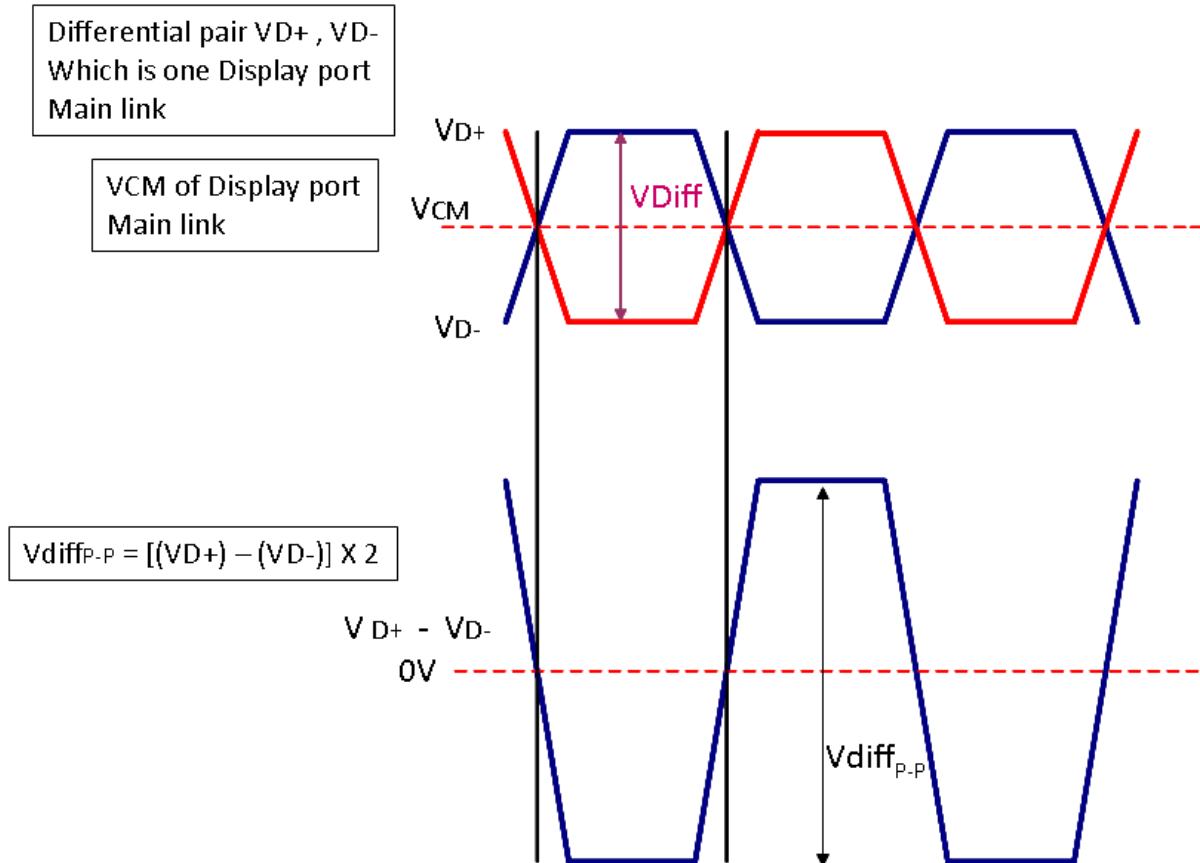 Differential pair VD+ , VD-
Which is one Display port
Main link
VCM of Display port
Main link
VD+
VDiff
VCM
VD-
VdiffP-P = [(VD+) – (VD-)] X 2
V D+ - VD-
0V
VdiffP-P